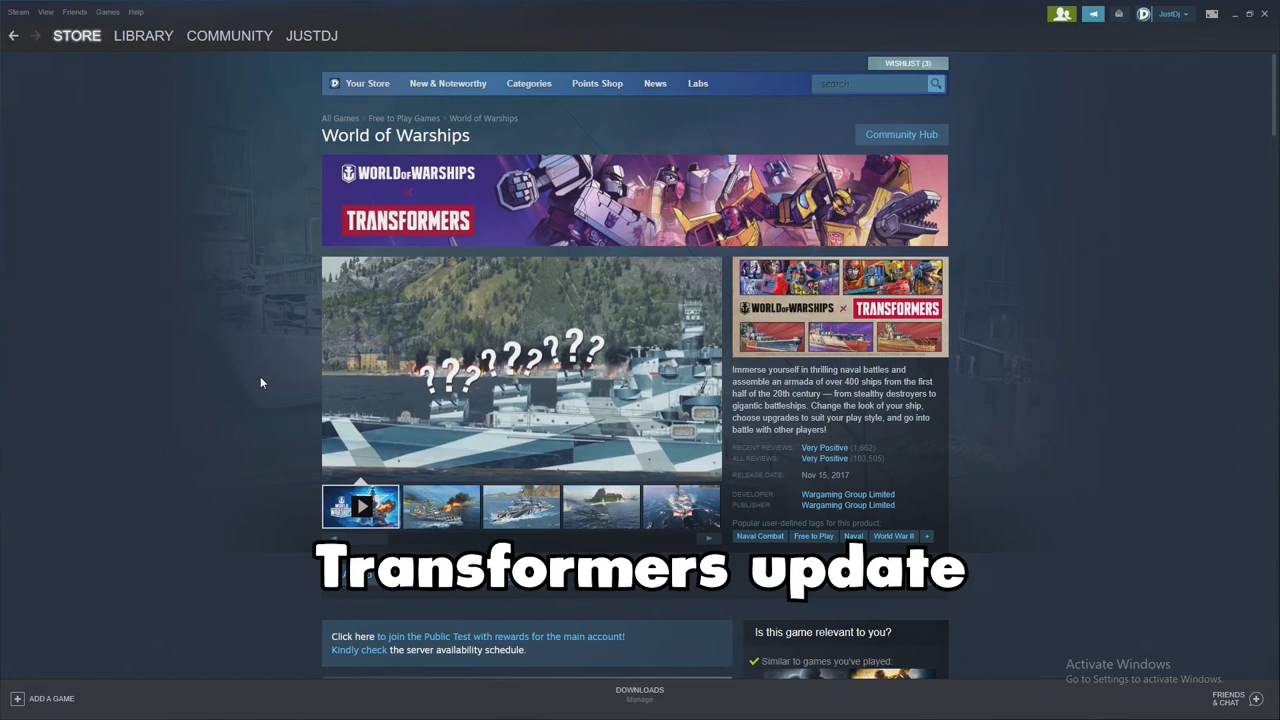 Steam View Friends Games Help
JustDj
STORE LIBRARY COMMUNITY JUSTDJ
WISHLIST (3)
Your Store New & Noteworthy Categories Points Shop News Labs search
All Games > Free to Play Games > World of Warships
World of Warships
Community Hub
WORLD OF WARSHIPS
×
TRANSFORMERS
WORLD OF WARSHIPS × TRANSFORMERS
??? ???? ???
Immerse yourself in thrilling naval battles and
assemble an armada of over 400 ships from the first
half of the 20th century — from stealthy destroyers to
gigantic battleships. Change the look of your ship,
choose upgrades to suit your play style, and go into
battle with other players!
RECENT REVIEWS: Very Positive (1,662)
ALL REVIEWS: Very Positive (103,505)
RELEASE DATE: Nov 15, 2017
DEVELOPER: Wargaming Group Limited
PUBLISHER: Wargaming Group Limited
Popular user-defined tags for this product:
Naval Combat Free to Play Naval World War II +
Transformers update
Click here to join the Public Test with rewards for the main account!
Kindly check the server availability schedule.
Is this game relevant to you?
Similar to games you've played:
Activate Windows
Go to Settings to activate Windows.
ADD A GAME
DOWNLOADS
Manage
FRIENDS
& CHAT